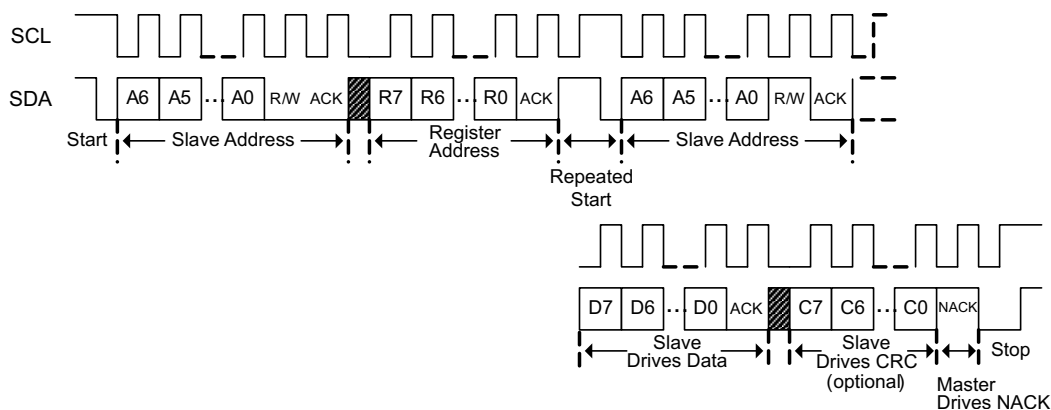 SCL
SDA
A6 A5 ... A0 R/W ACK R7 R6 ... R0 ACK A6 A5 ... A0 R/W ACK
Start Slave Address Register Address Slave Address
Repeated Start
D7 D6 ... D0 ACK C7 C6 ... C0 NACK
Slave Drives Data Slave Drives CRC (optional) Stop
Master Drives NACK